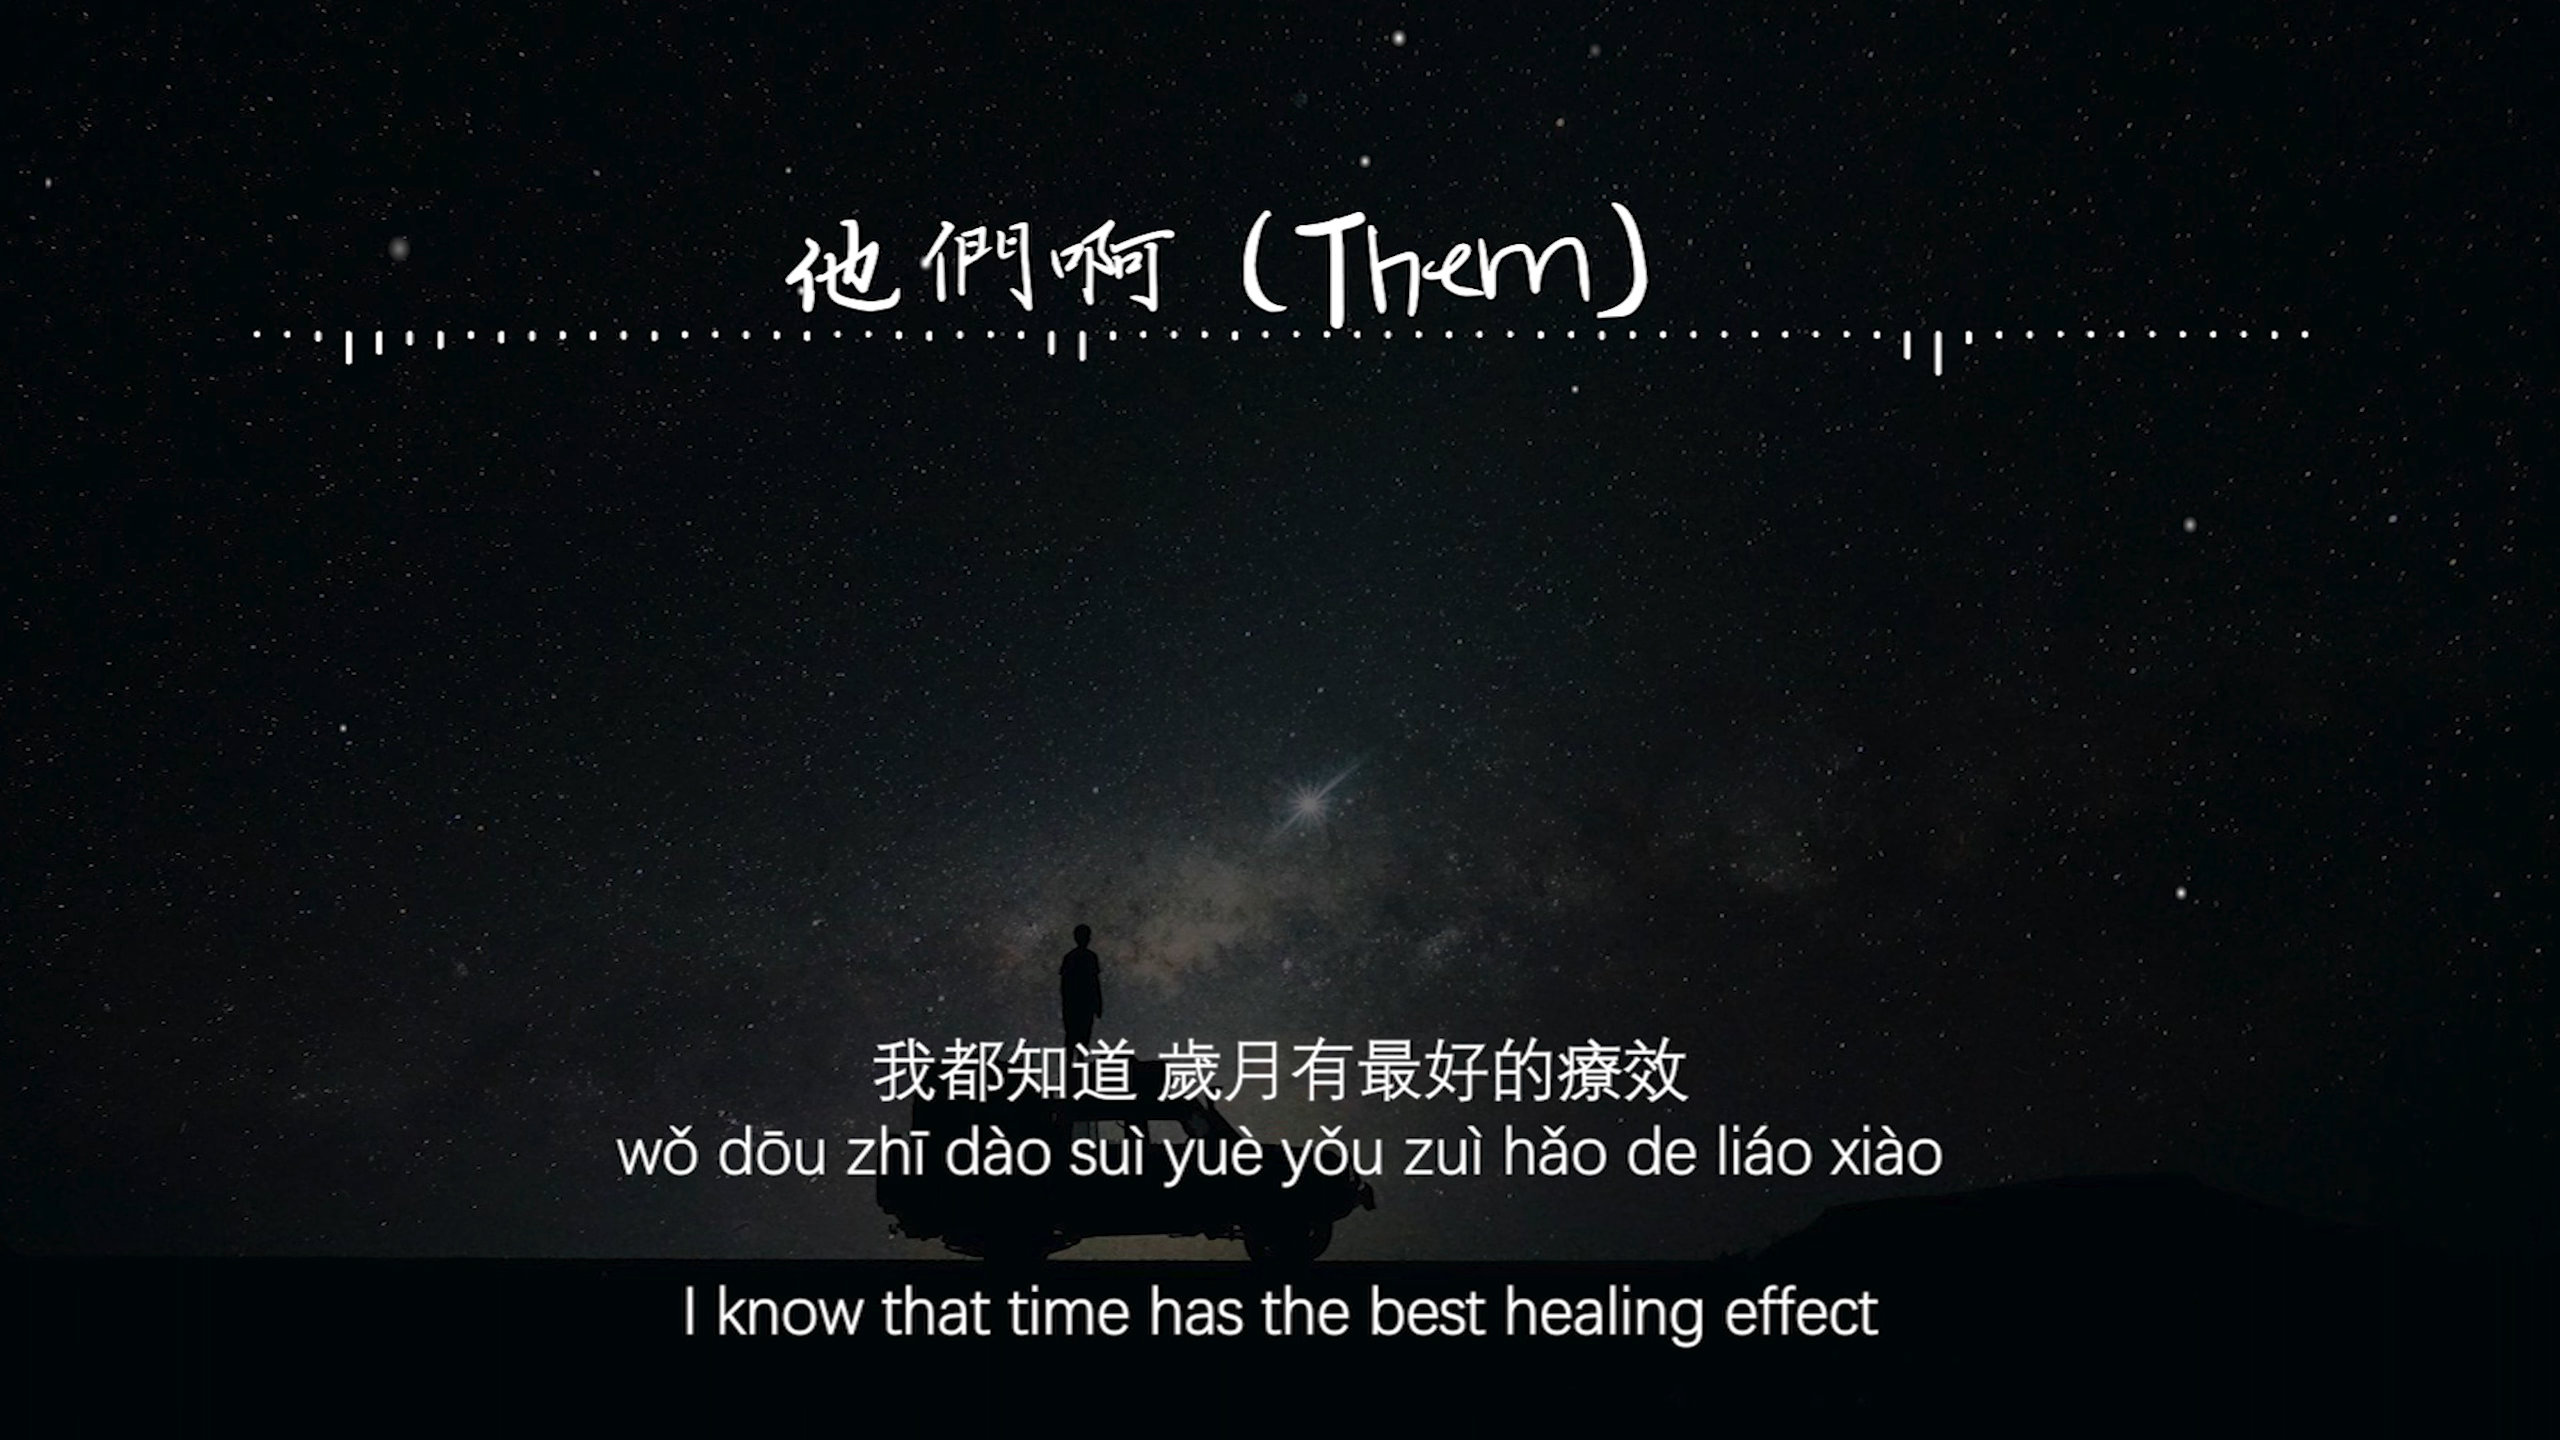 他們啊 (Them)
我都知道 歲月有最好的療效
wǒ dōu zhī dào suì yuè yǒu zuì hǎo de liáo xiào
I know that time has the best healing effect